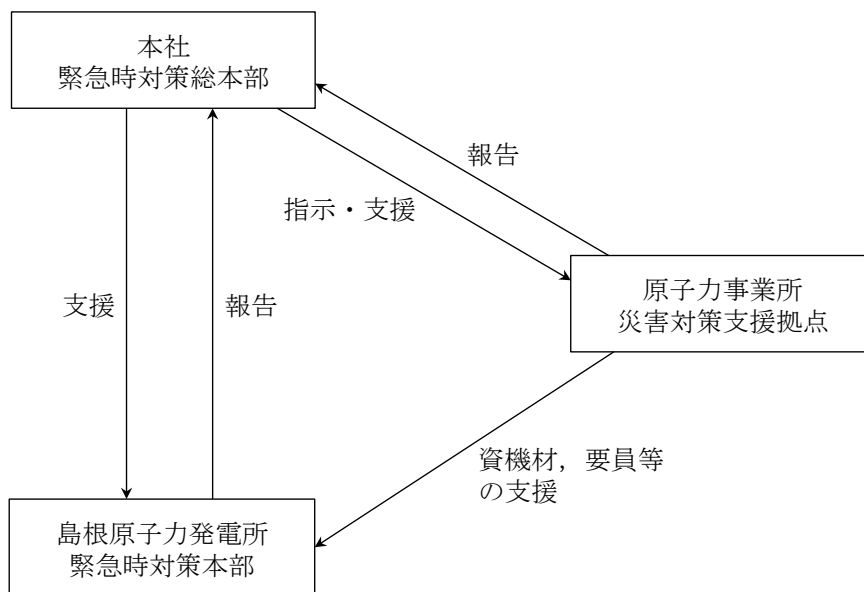 本社
緊急時対策総本部
報告
指示・支援
原子力事業所
災害対策支援拠点
支援
報告
資機材，要員等
の支援
島根原子力発電所
緊急時対策本部